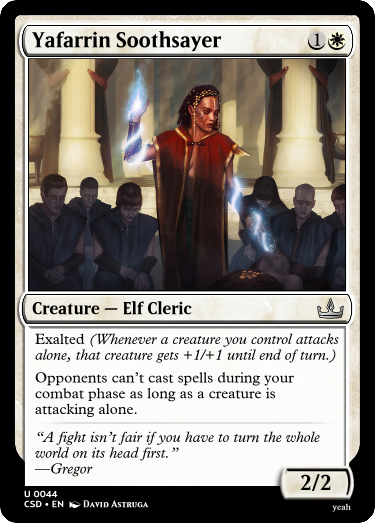 Yafarrin Soothsayer 1
Creature — Elf Cleric
Exalted (Whenever a creature you control attacks
alone, that creature gets +1/+1 until end of turn.)
Opponents can't cast spells during your
combat phase as long as a creature is
attacking alone.
"A fight isn't fair if you have to turn the whole
world on its head first."
—Gregor
2/2
U 0044
CSD • EN DAVID ASTRUGA
yeah